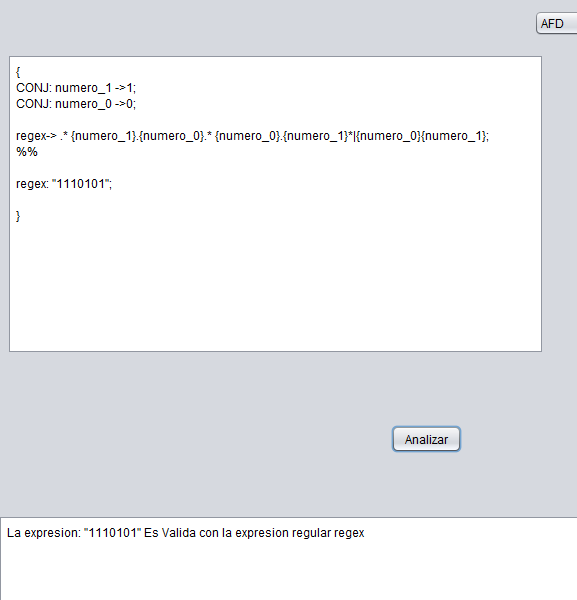 AFD
{
CONJ: numero_1 ->1;
CONJ: numero_0 ->0;
regex-> .* {numero_1}.{numero_0}.* {numero_0}.{numero_1}*|{numero_0}{numero_1};
%%
regex: "1110101";
}
Analizar
La expresion: "1110101" Es Valida con la expresion regular regex